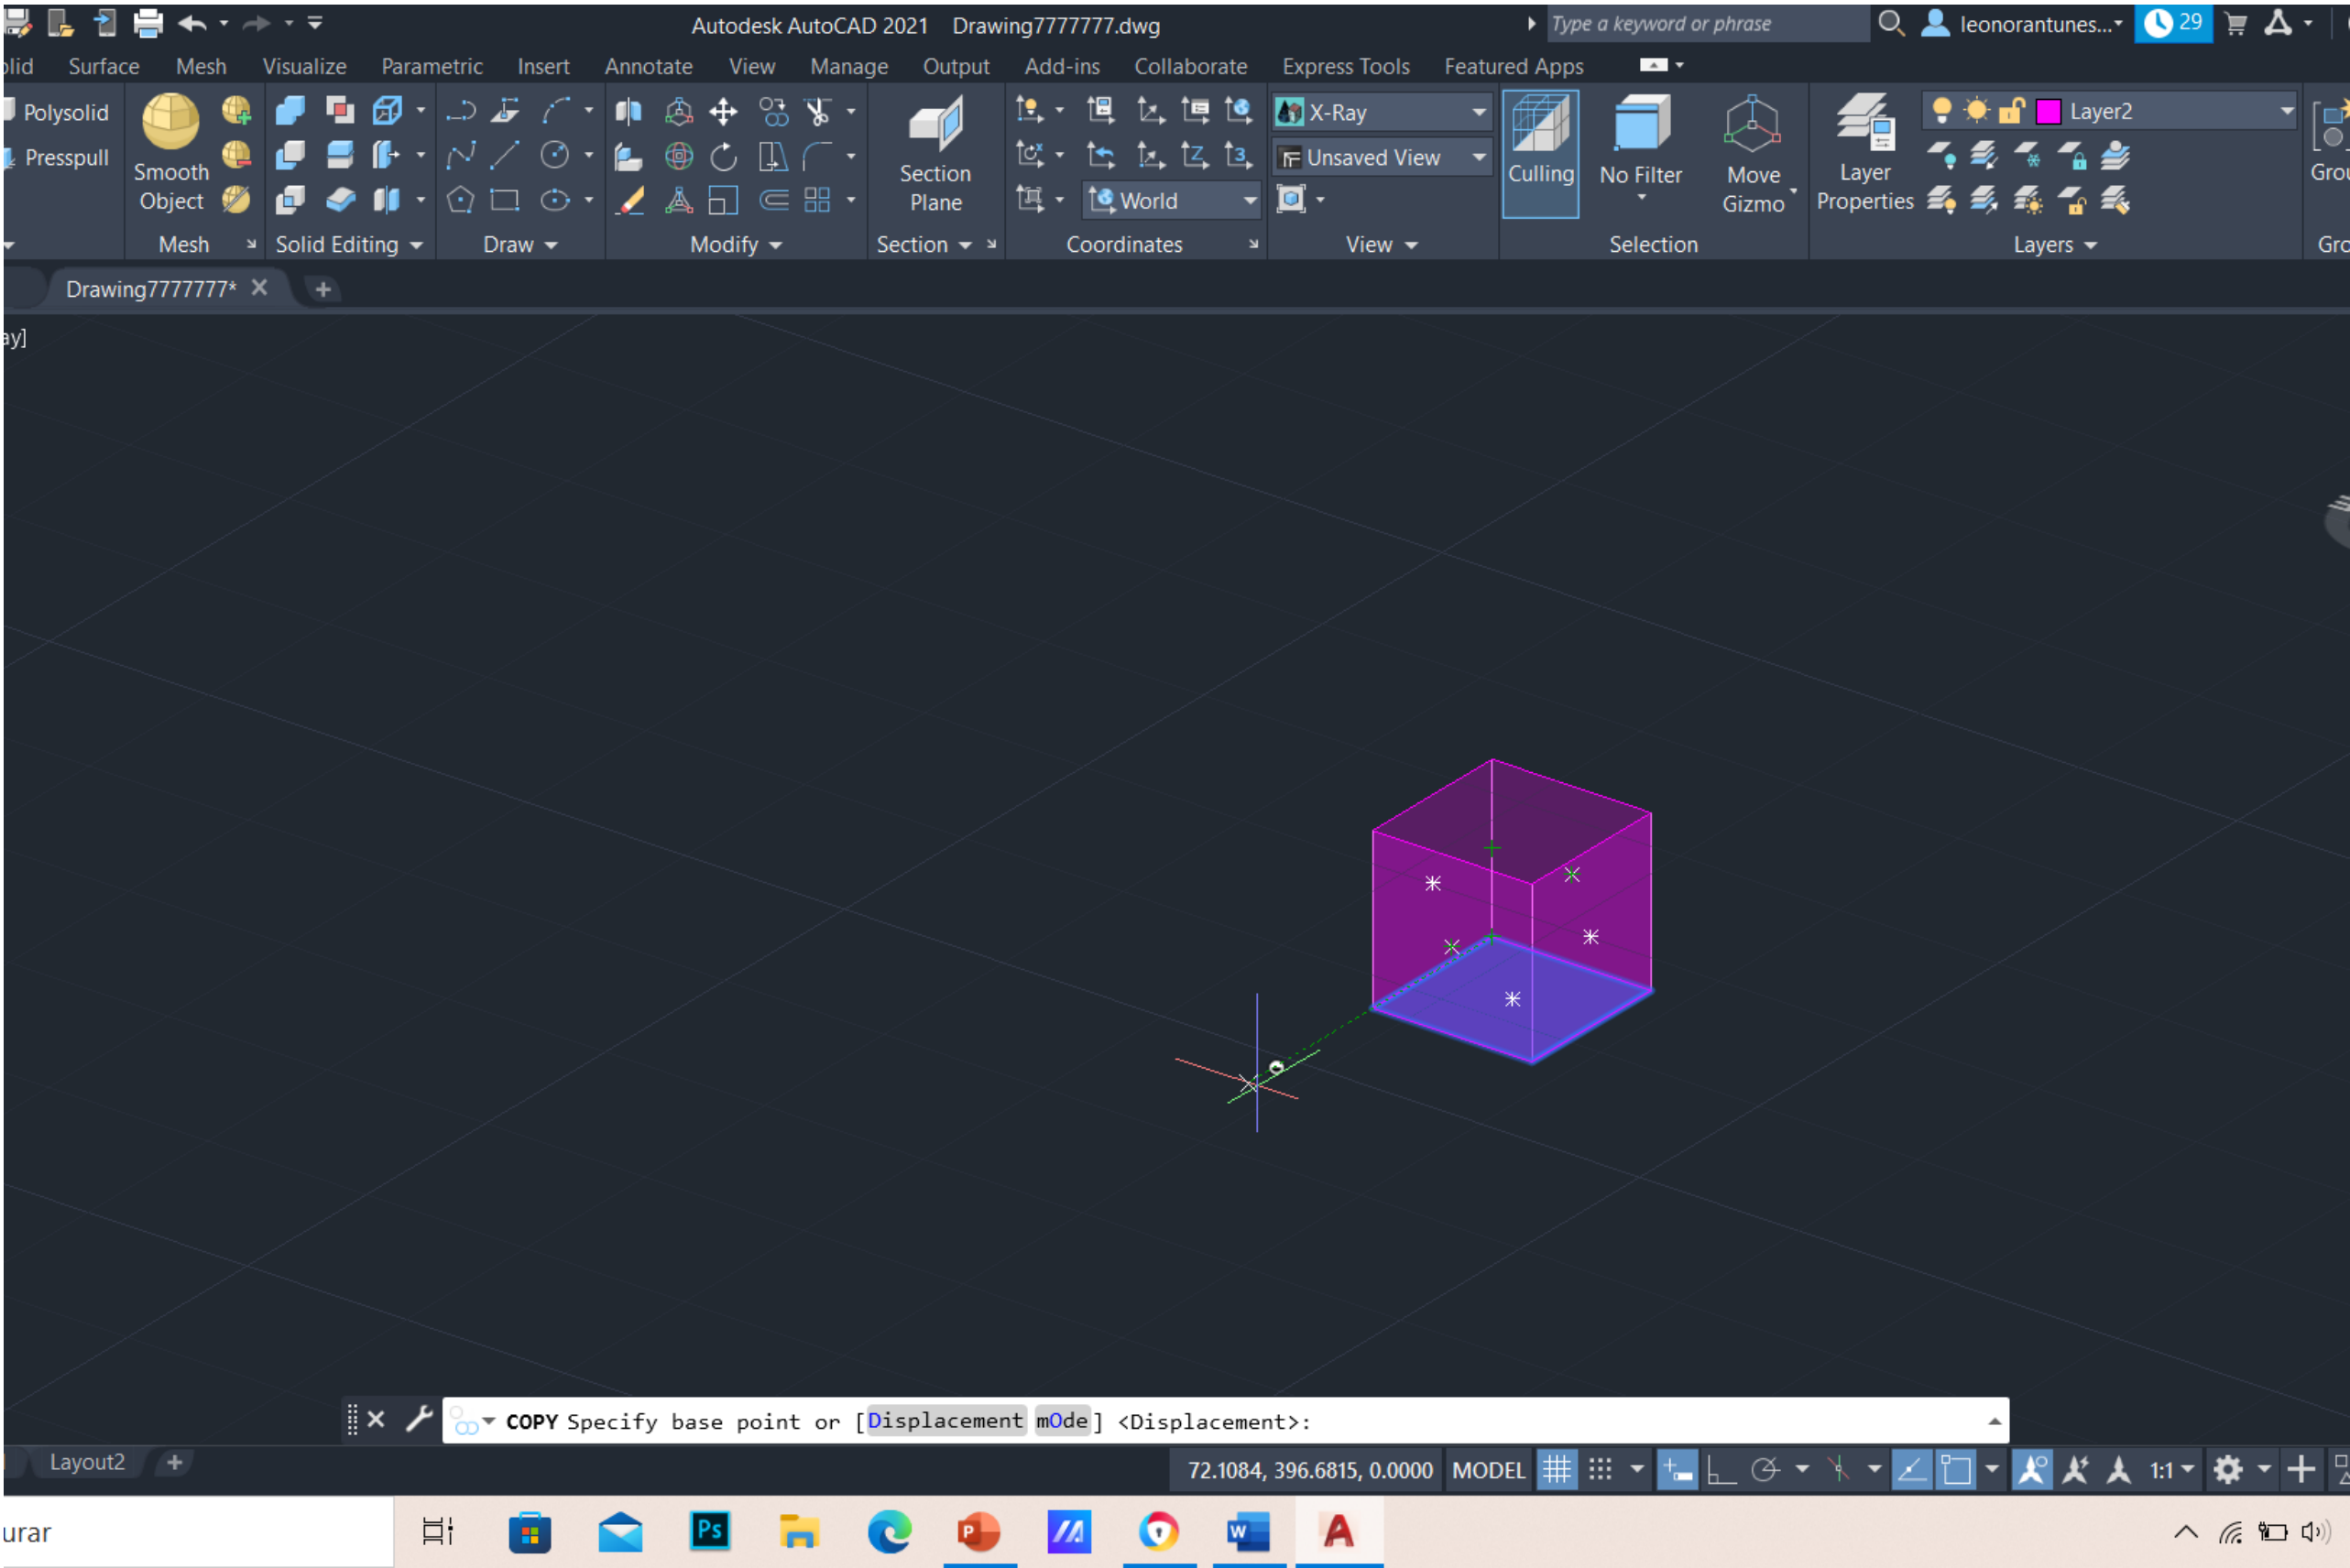 Autodesk AutoCAD 2021 Drawing7777777.dwg Type a keyword or phrase leonorantunes... 29
olid Surface Mesh Visualize Parametric Insert Annotate View Manage Output Add-ins Collaborate Express Tools Featured Apps
Polysolid
Presspull
Smooth
Object
Section
Plane
World
X-Ray
Unsaved View
Culling
No Filter
Move
Gizmo
Layer
Properties
Layer2
Grou
Mesh Solid Editing Draw Modify Section Coordinates View Selection Layers Gro
Drawing7777777* +
ay]
COPY Specify base point or [Displacement mOde] <Displacement>:
Layout2 + 72.1084, 396.6815, 0.0000 MODEL 1:1
urar Ps P W A